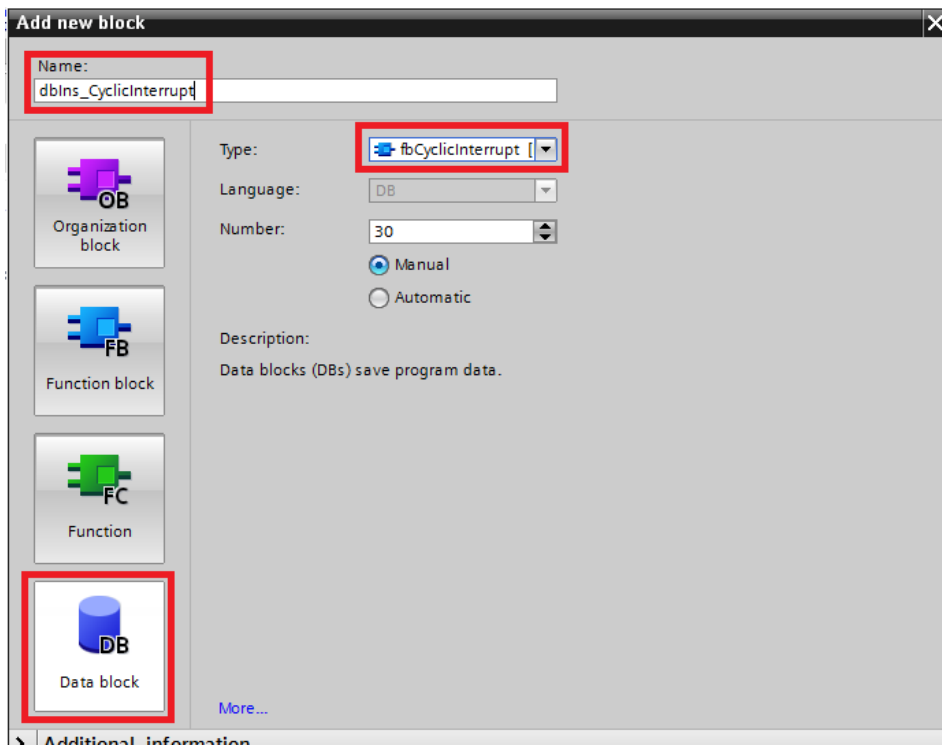 Add new block
Name:
dbIns_CyclicInterrupt
OB
Organization
block
FB
Function block
FC
Function
DB
Data block
Type:
fbCyclicInterrupt [
Language:
DB
Number:
30
Manual
Automatic
Description:
Data blocks (DBs) save program data.
More...
Additional information